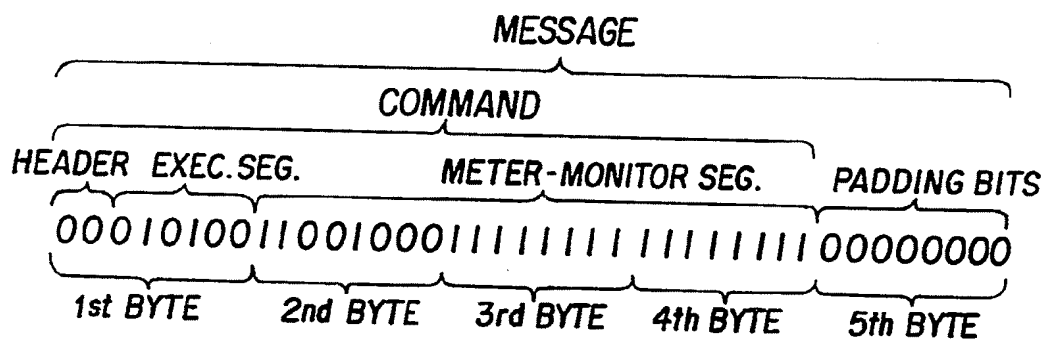 MESSAGE
COMMAND
HEADER EXEC. SEG. METER-MONITOR SEG. PADDING BITS
0001010011001000111111111111111100000000
1st BYTE 2nd BYTE 3rd BYTE 4th BYTE 5th BYTE